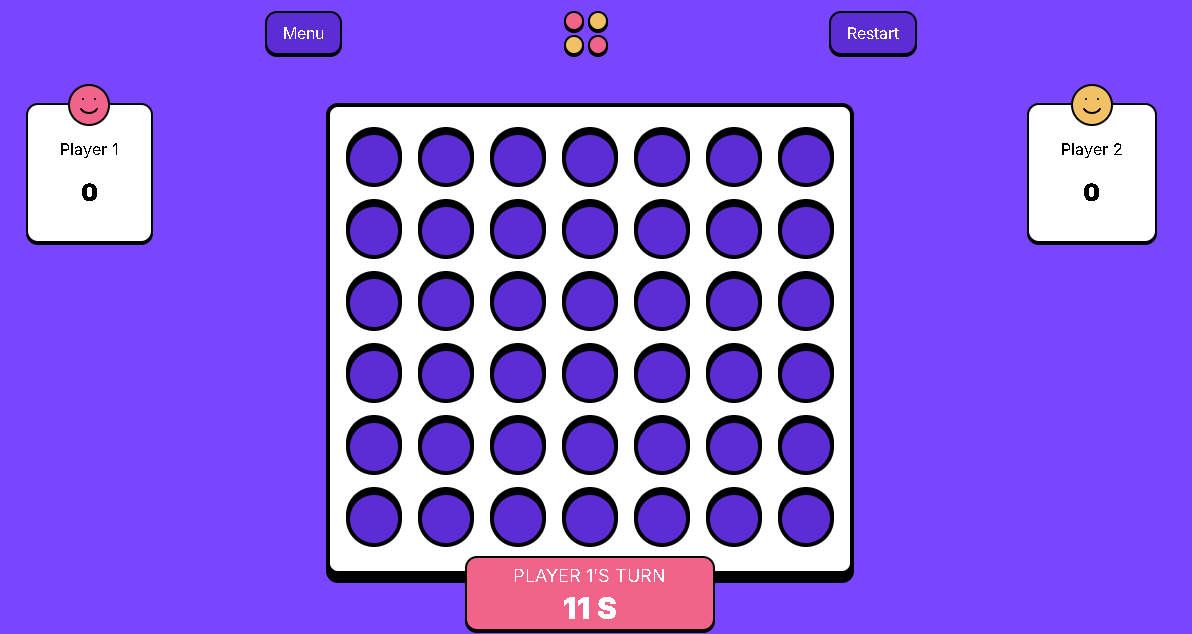 Menu
Restart
Player 1
0
Player 2
0
PLAYER 1'S TURN
11 S